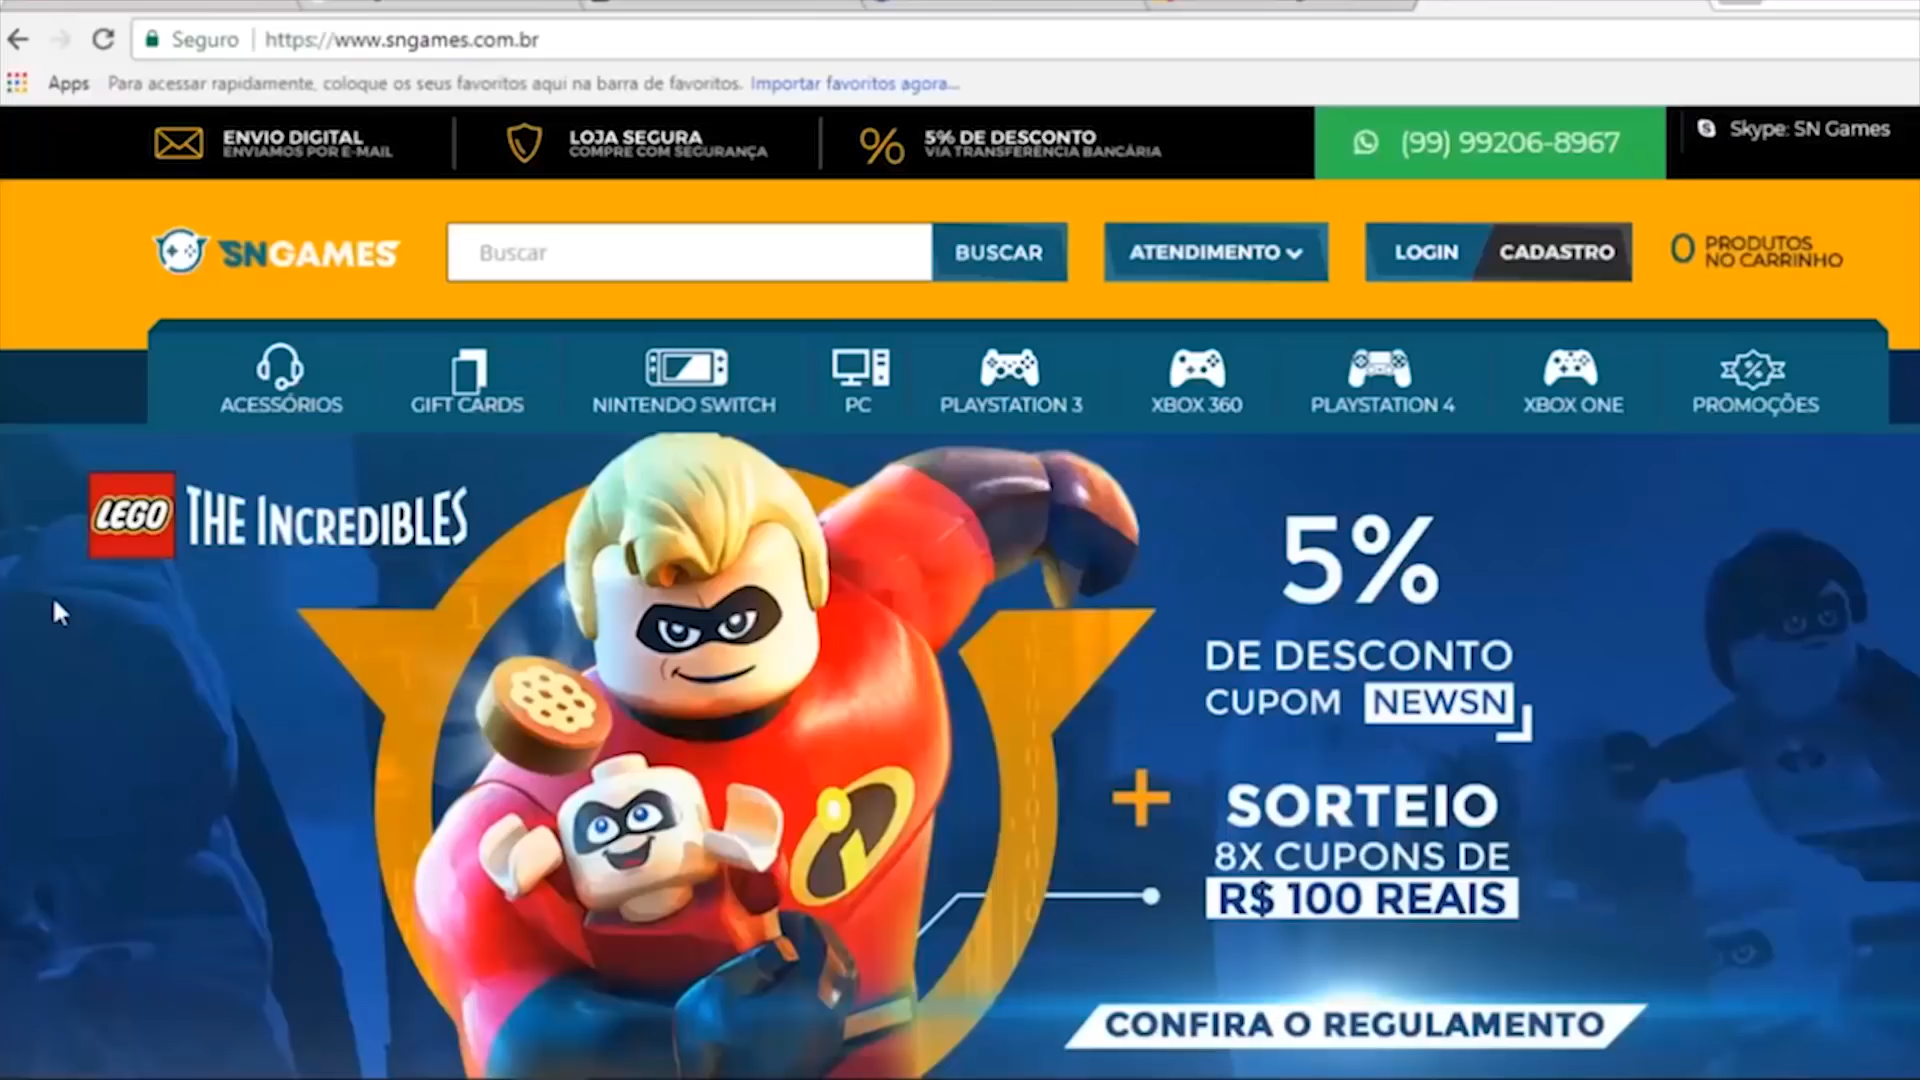 Seguro
https://www.sngames.com.br
Apps
Para acessar rapidamente, coloque os seus favoritos aqui na barra de favoritos. Importar favoritos agora...
ENVIO DIGITAL
ENVIAMOS POR E-MAIL
LOJA SEGURA
COMPRE COM SEGURANÇA
5% DE DESCONTO
VIA TRANSFERÊNCIA BANCÁRIA
(99) 99206-8967
Skype: SN Games
SNGAMES
Buscar
BUSCAR
ATENDIMENTO
LOGIN
CADASTRO
0 PRODUTOS
NO CARRINHO
ACESSÓRIOS
GIFT CARDS
NINTENDO SWITCH
PC
PLAYSTATION 3
XBOX 360
PLAYSTATION 4
XBOX ONE
PROMOÇÕES
LEGO THE INCREDIBLES
5%
DE DESCONTO
CUPOM NEWSN
+ SORTEIO
8X CUPONS DE
R$ 100 REAIS
CONFIRA O REGULAMENTO